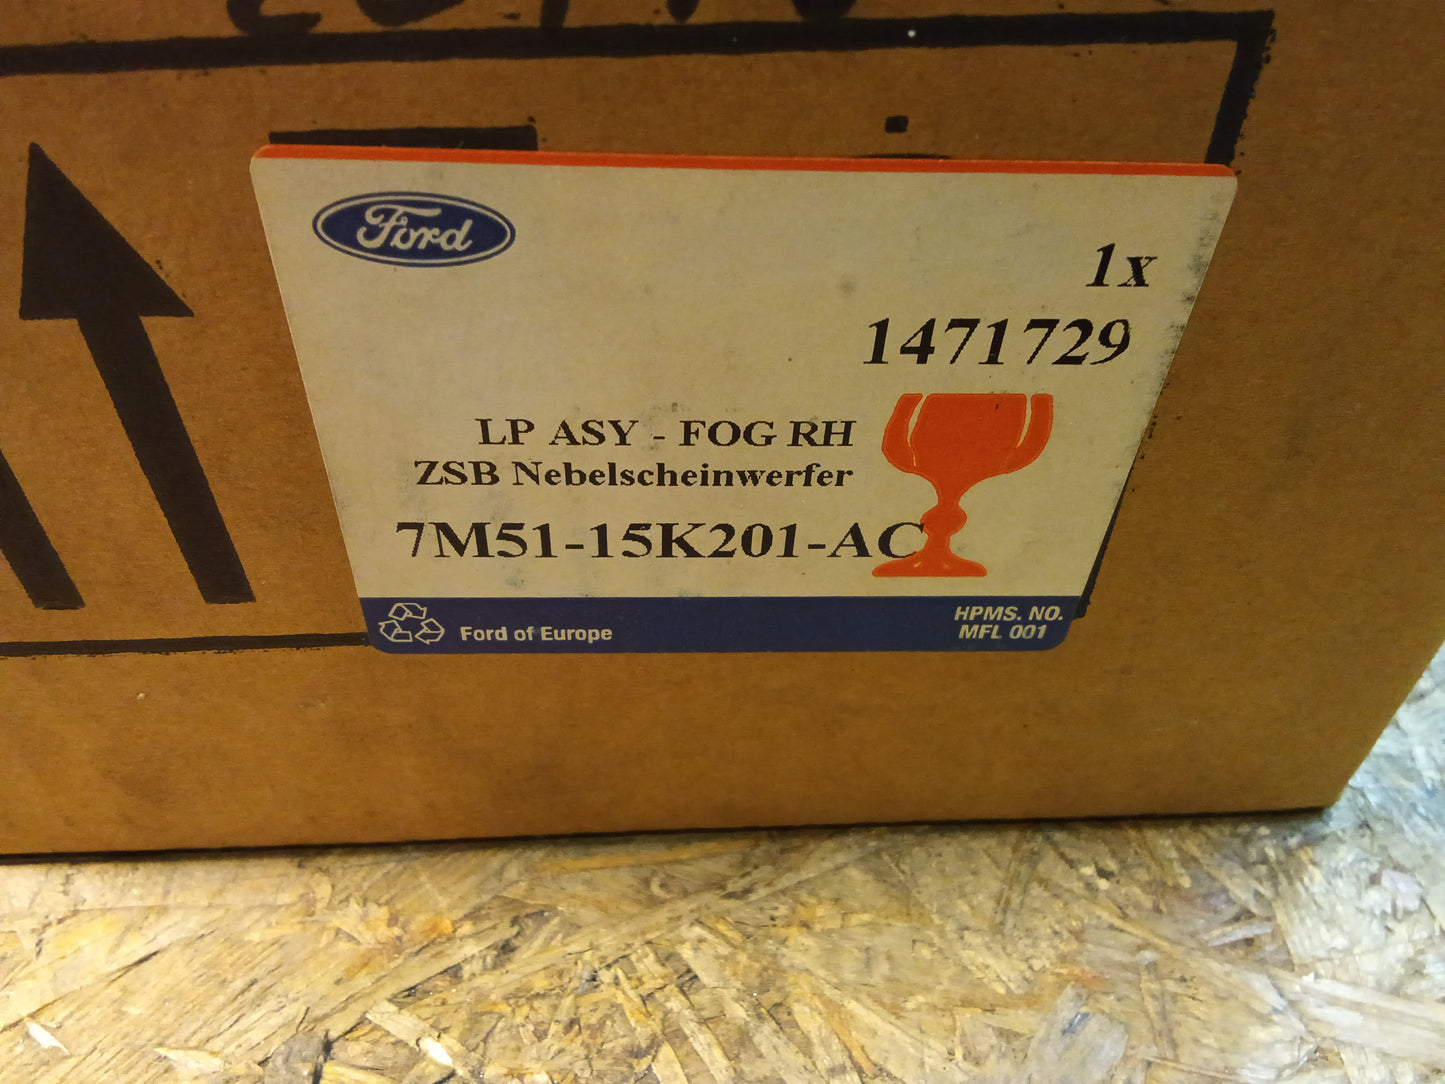 Ford
1x
1471729
LP ASY - FOG RH
ZSB Nebelscheinwerfer
7M51-15K201-AC
Ford of Europe
HPMS. NO.
MFL 001